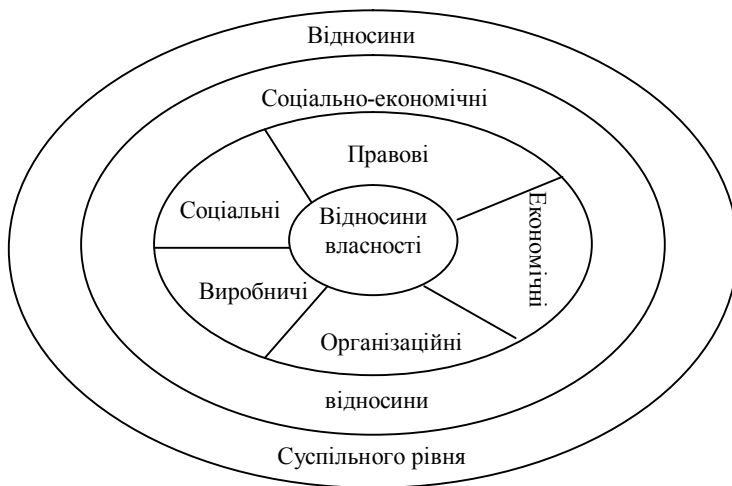 Відносини
Соціально-економічні
Правові
Соціальні
Відносини
власності
Економічні
Виробничі
Організаційні
відносини
Суспільного рівня